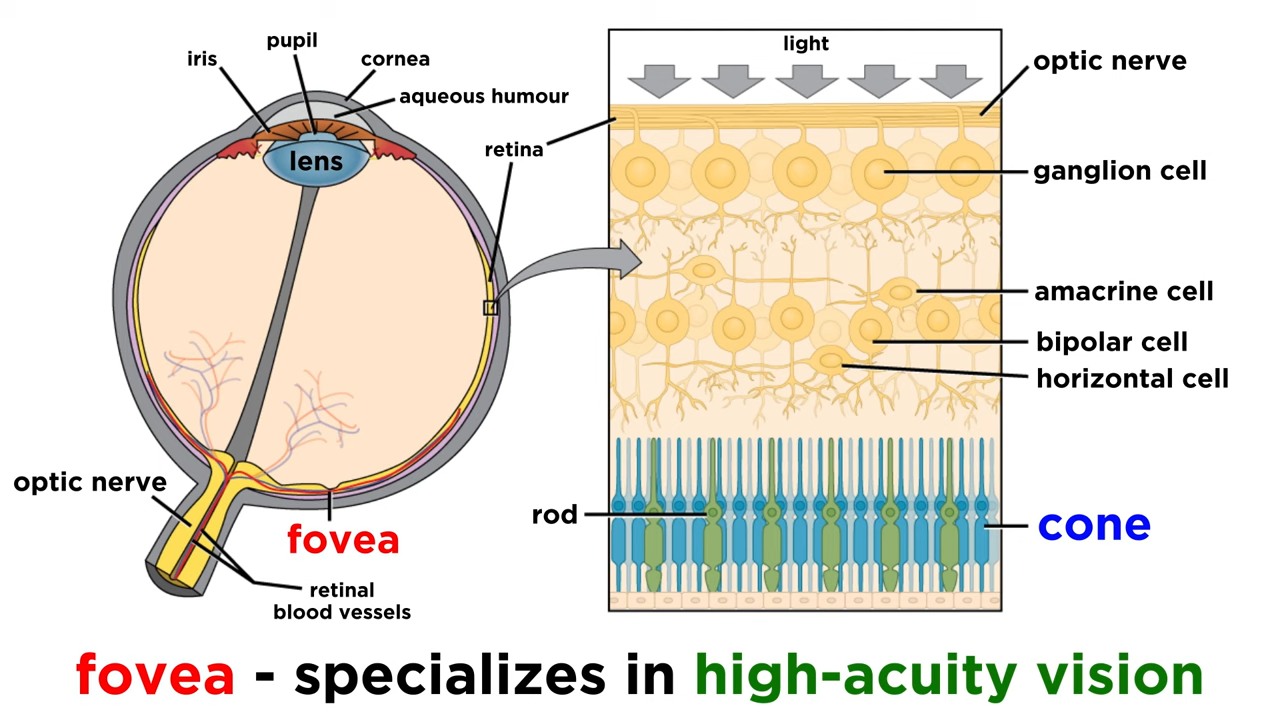 pupil
iris
cornea
aqueous humour
lens
retina
optic nerve
fovea
retinal
blood vessels
light
optic nerve
ganglion cell
amacrine cell
bipolar cell
horizontal cell
rod
cone
fovea - specializes in high-acuity vision